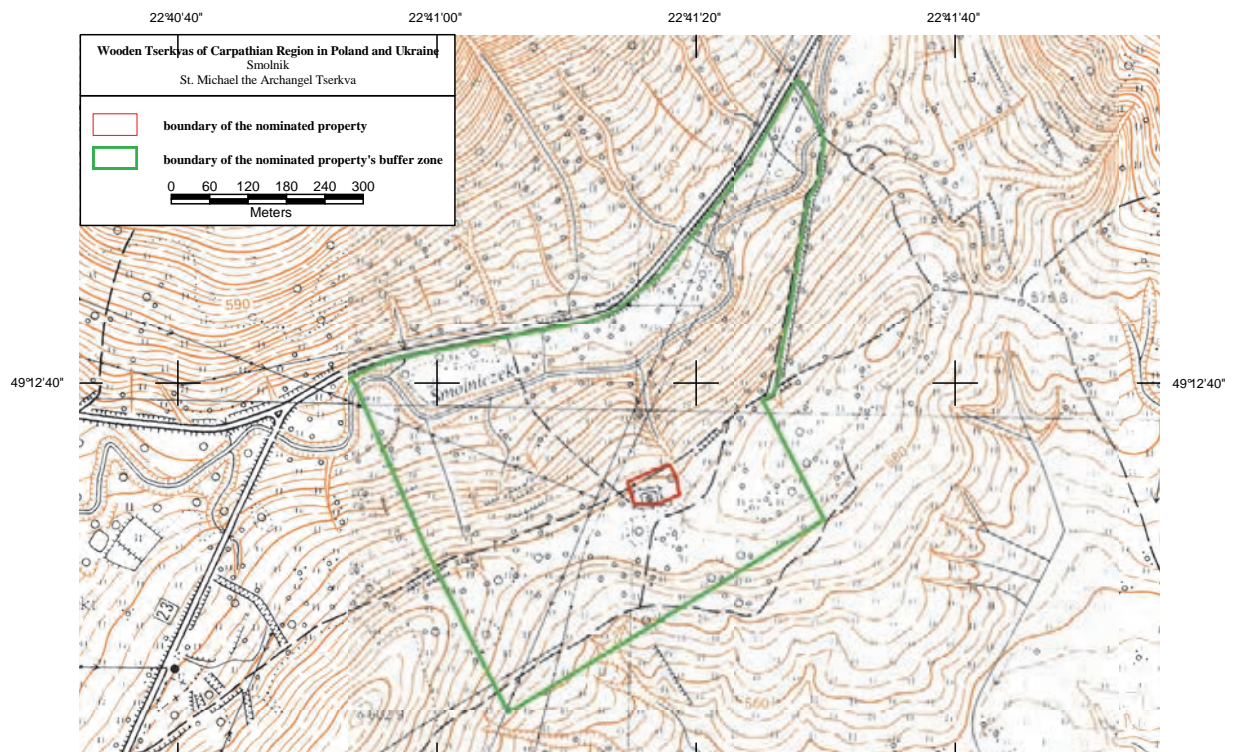 22°40'40"
22°41'00"
22°41'20"
22°41'40"
Wooden Tserkvas of Carpathian Region in Poland and Ukraine
Smolnik
St. Michael the Archangel Tserkva
boundary of the nominated property
boundary of the nominated property's buffer zone
0 60 120 180 240 300
Meters
590
49°12'40"
49°12'40"
580
23
560